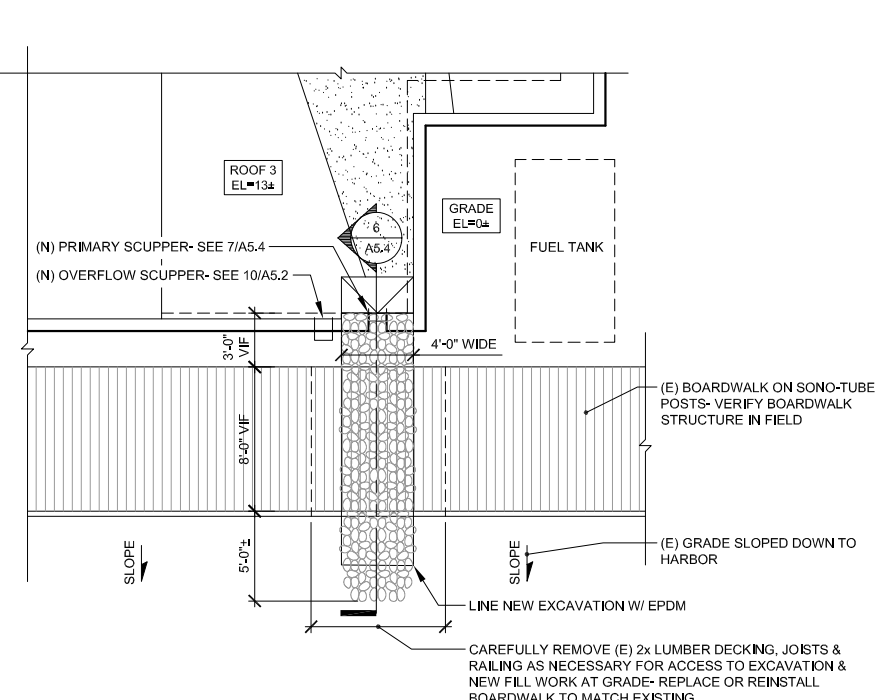 ROOF 3
EL=13±
GRADE
EL=0±
FUEL TANK
6
A5.4
(N) PRIMARY SCUPPER- SEE 7/A5.4
(N) OVERFLOW SCUPPER- SEE 10/A5.2
3'-0"
VIF
4'-0" WIDE
(E) BOARDWALK ON SONO-TUBE
POSTS- VERIFY BOARDWALK
STRUCTURE IN FIELD
8'-0" VIF
5'-0"±
SLOPE
SLOPE
(E) GRADE SLOPED DOWN TO
HARBOR
LINE NEW EXCAVATION W/ EPDM
CAREFULLY REMOVE (E) 2x LUMBER DECKING, JOISTS &
RAILING AS NECESSARY FOR ACCESS TO EXCAVATION &
NEW FILL WORK AT GRADE- REPLACE OR REINSTALL
BOARDWALK TO MATCH EXISTING